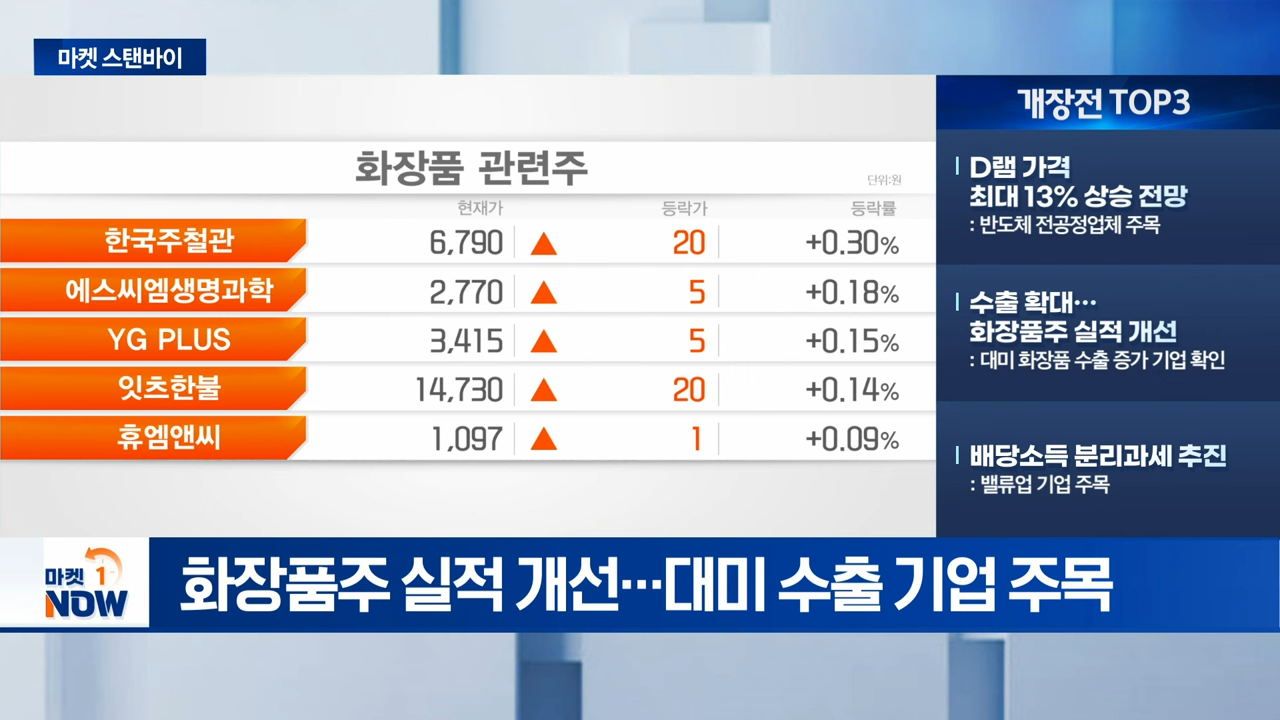 마켓 스탠바이
화장품 관련주
단위:원
현재가 등락가 등락률
한국주철관 6,790 ▲ 20 +0.30%
에스씨엠생명과학 2,770 ▲ 5 +0.18%
YG PLUS 3,415 ▲ 5 +0.15%
잇츠한불 14,730 ▲ 20 +0.14%
휴엠앤씨 1,097 ▲ 1 +0.09%
개장전 TOP3
D램 가격
최대 13% 상승 전망
: 반도체 전공정업체 주목
수출 확대…
화장품주 실적 개선
: 대미 화장품 수출 증가 기업 확인
배당소득 분리과세 추진
: 밸류업 기업 주목
마켓 1
NOW
화장품주 실적 개선…대미 수출 기업 주목